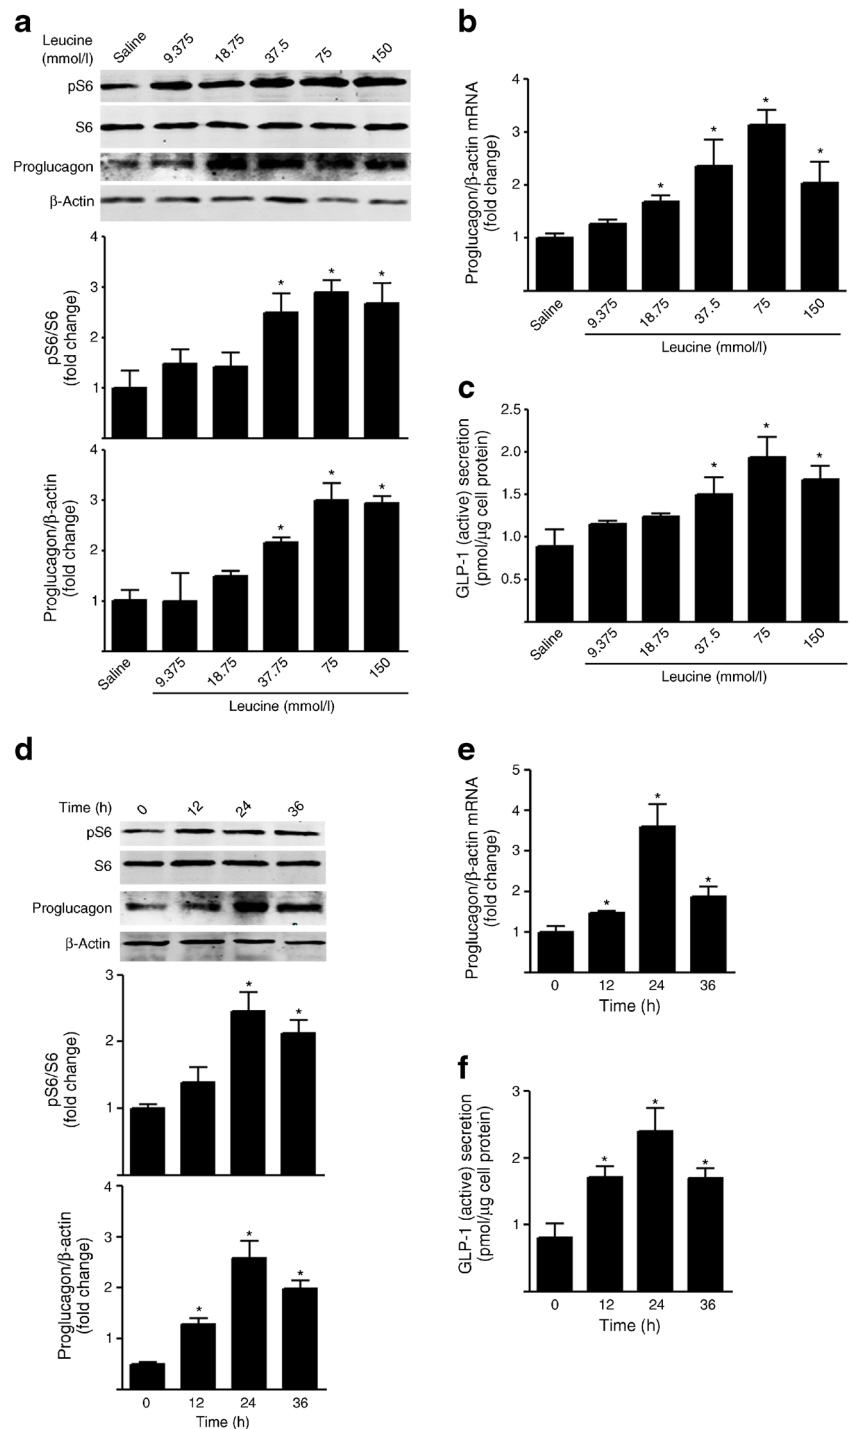 a
Leucine
(mmol/l)
Saline
9.375
18.75
37.5
75
150
pS6
S6
Proglucagon
β-Actin
pS6/S6
(fold change)
4
3
2
1
*
*
*
Proglucagon/β-actin
(fold change)
4
3
2
1
*
*
*
Saline
9.375
18.75
37.75
75
150
Leucine (mmol/l)
b
Proglucagon/β-actin mRNA
(fold change)
4
3
2
1
*
*
*
*
Saline
9.375
18.75
37.5
75
150
Leucine (mmol/l)
c
GLP-1 (active) secretion
(pmol/μg cell protein)
2.5
2.0
1.5
1.0
0.5
*
*
*
Saline
9.375
18.75
37.5
75
150
Leucine (mmol/l)
d
Time (h)
0
12
24
36
pS6
S6
Proglucagon
β-Actin
pS6/S6
(fold change)
3
2
1
*
*
Proglucagon/β-actin
(fold change)
4
3
2
1
*
*
*
0
12
24
36
Time (h)
e
Proglucagon/β-actin mRNA
(fold change)
5
4
3
2
1
*
*
*
0
12
24
36
Time (h)
f
GLP-1 (active) secretion
(pmol/μg cell protein)
3
2
1
*
*
*
0
12
24
36
Time (h)